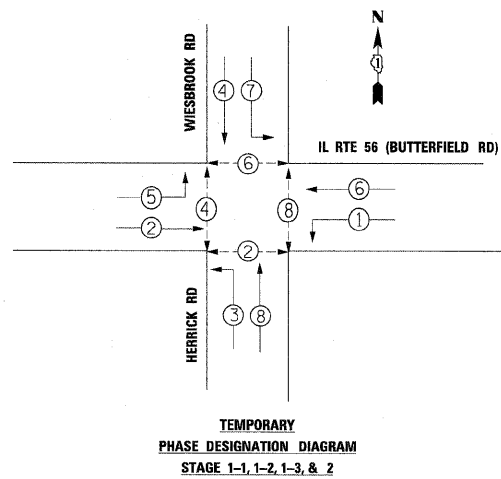 N
1
WIESBROOK RD
4
7
IL RTE 56 (BUTTERFIELD RD)
6
5
6
4
8
2
1
2
HERRICK RD
3
8
TEMPORARY
PHASE DESIGNATION DIAGRAM
STAGE 1-1, 1-2, 1-3, & 2